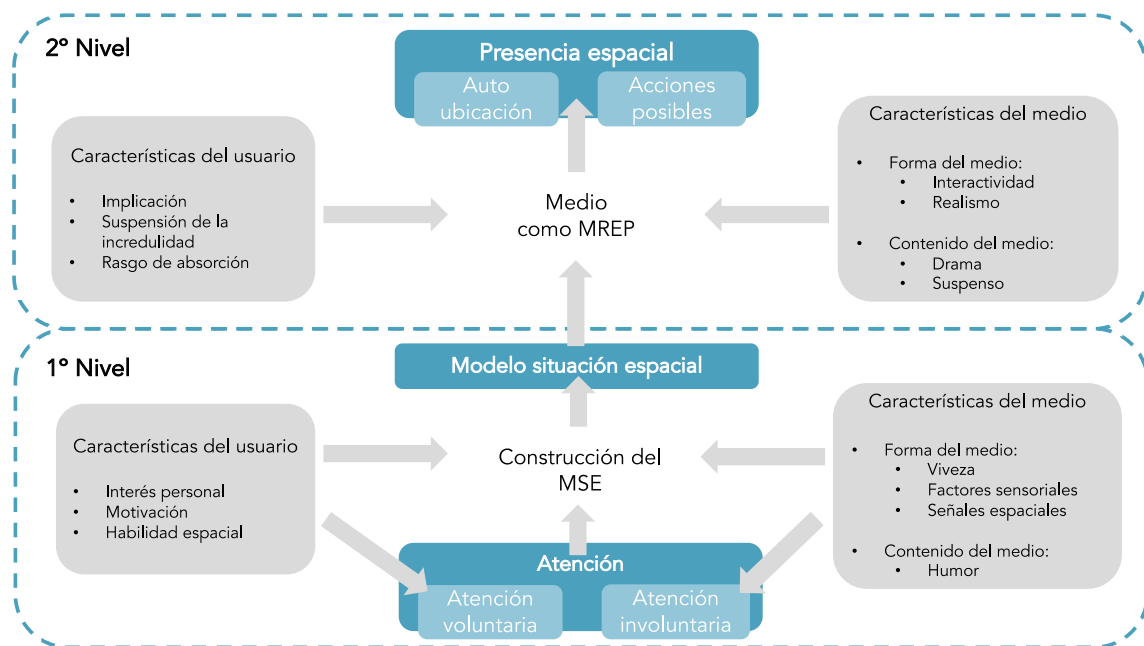 2º Nivel
Presencia espacial
Auto
ubicación
Acciones
posibles
Características del usuario
• Implicación
• Suspensión de la
incredulidad
• Rasgo de absorción
Medio
como MREP
Características del medio
• Forma del medio:
• Interactividad
• Realismo
• Contenido del medio:
• Drama
• Suspenso
1º Nivel
Modelo situación espacial
Características del usuario
• Interés personal
• Motivación
• Habilidad espacial
Construcción del
MSE
Características del medio
• Forma del medio:
• Viveza
• Factores sensoriales
• Señales espaciales
• Contenido del medio:
• Humor
Atención
Atención
voluntaria
Atención
involuntaria